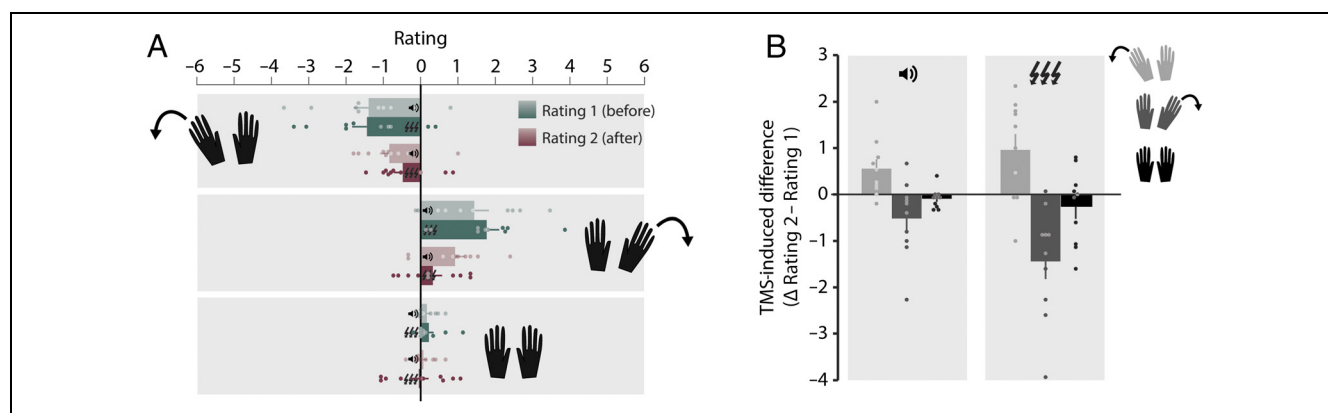 A
Rating
–6 –5 –4 –3 –2 –1 0 1 2 3 4 5 6
Rating 1 (before)
Rating 2 (after)
B
TMS-induced difference
(Δ Rating 2 – Rating 1)
3
2
1
0
–1
–2
–3
–4